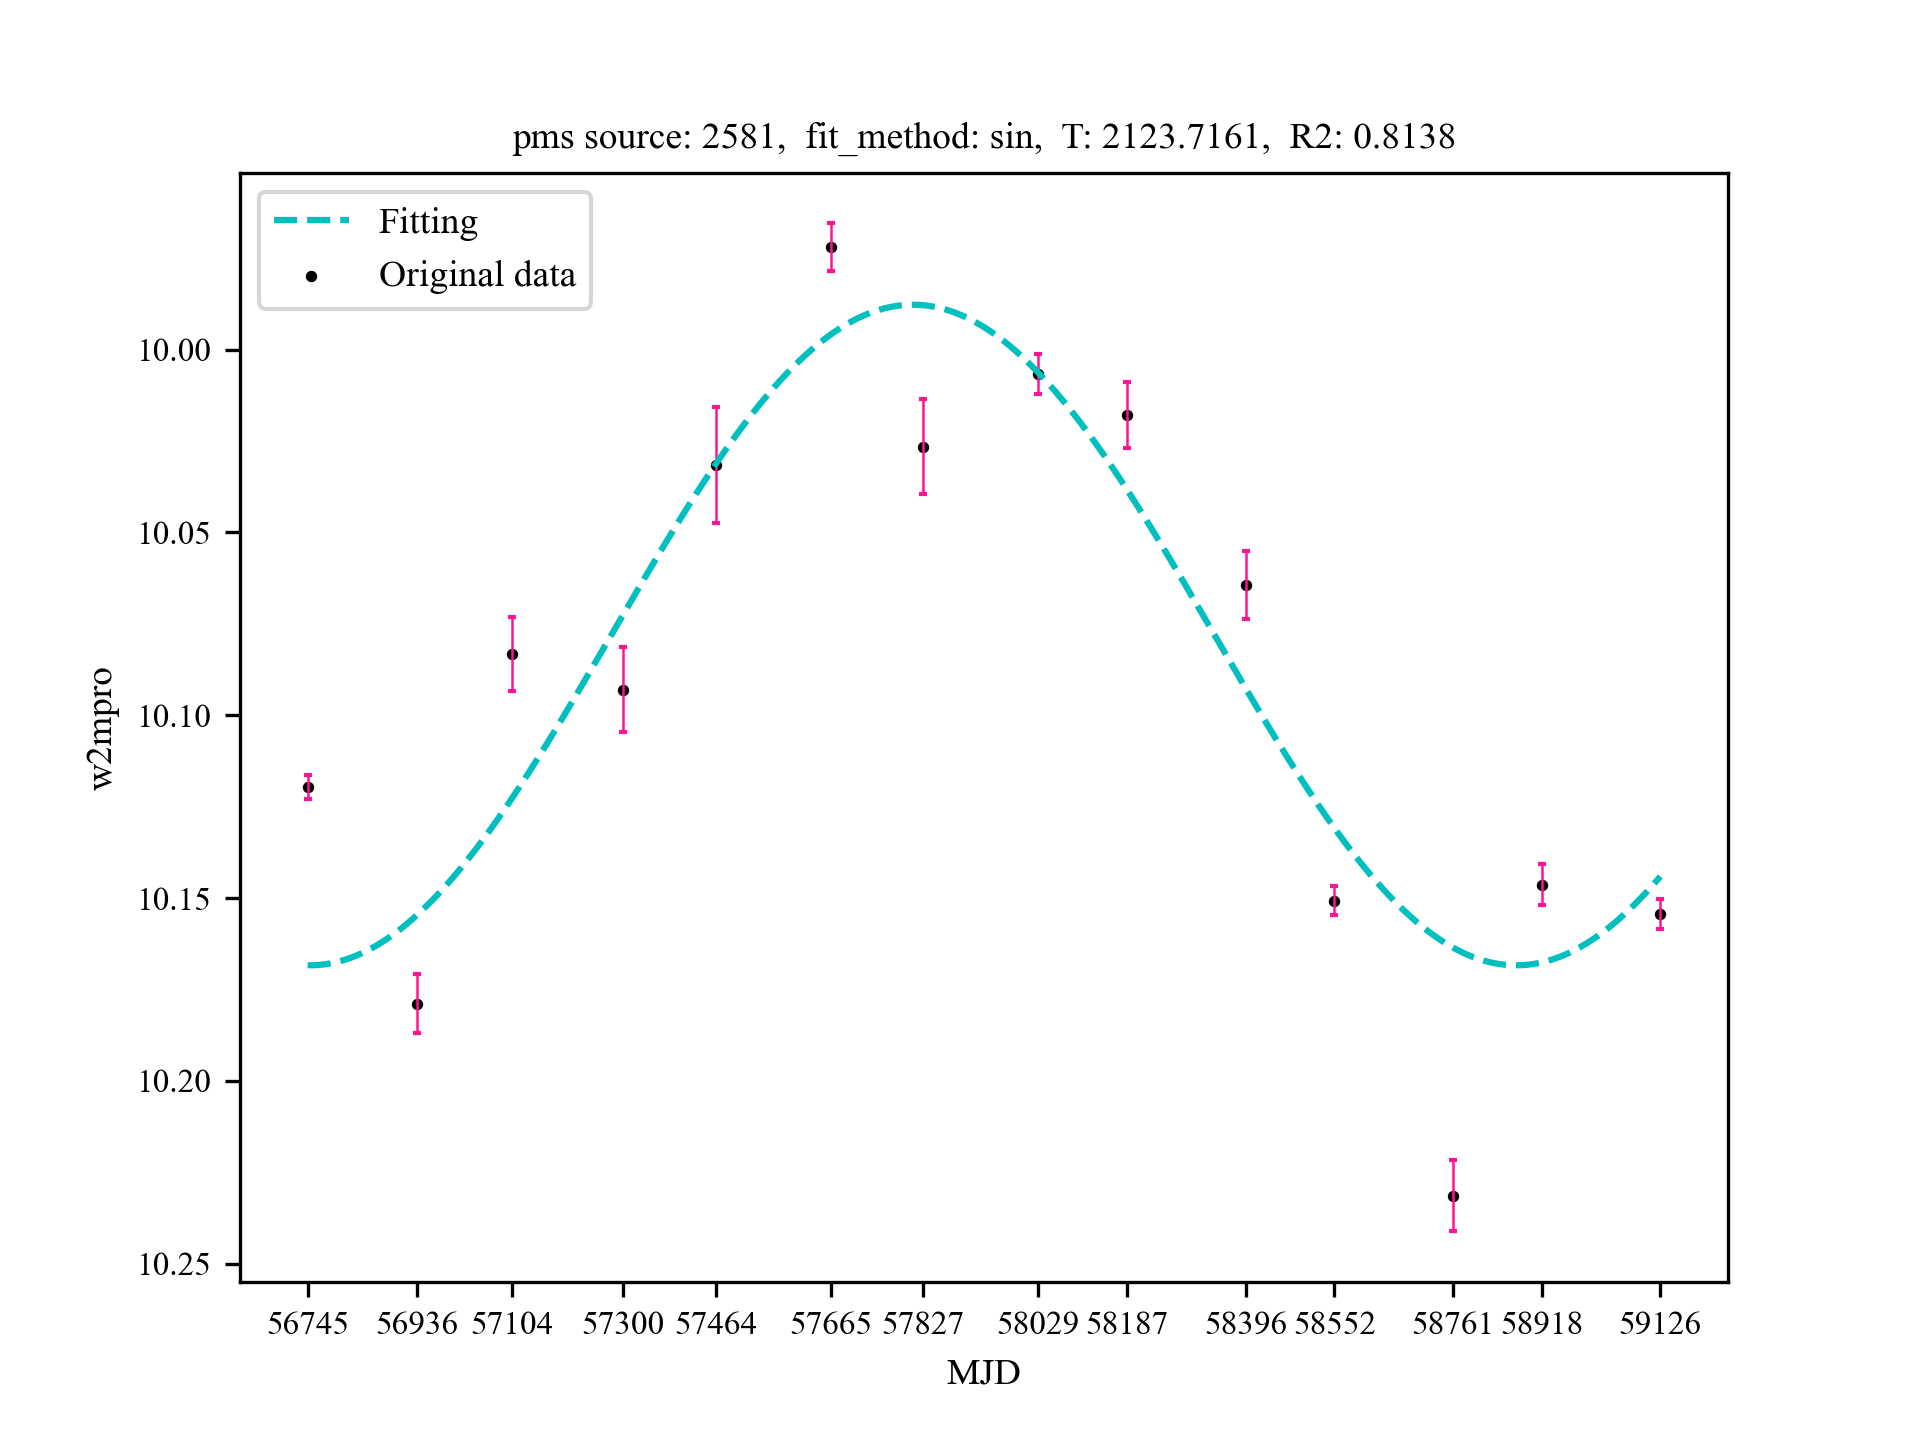 pms source: 2581, fit_method: sin, T: 2123.7161, R2: 0.8138
Fitting
Original data
10.00
10.05
10.10
10.15
10.20
10.25
w2mpro
56745 56936 57104 57300 57464 57665 57827 58029 58187 58396 58552 58761 58918 59126
MJD